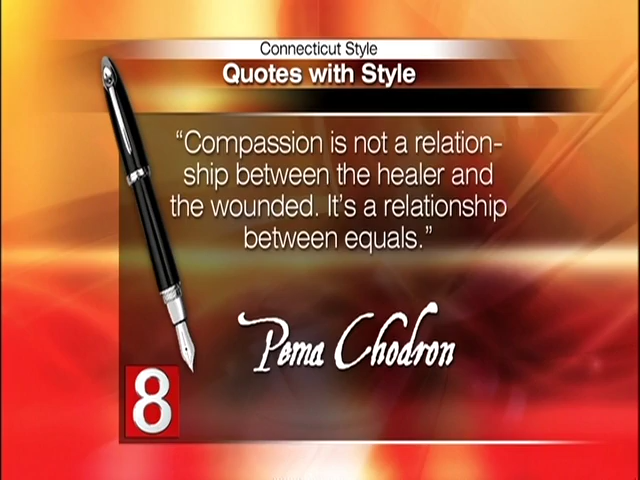 Connecticut Style
Quotes with Style
“Compassion is not a relation-
ship between the healer and
the wounded. It’s a relationship
between equals.”
Pema Chodron
8